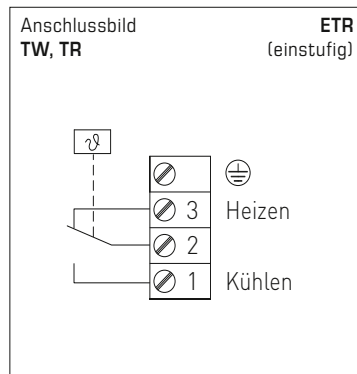 Anschlussbild ETR
TW, TR (einstufig)
ϑ
3 Heizen
2
1 Kühlen